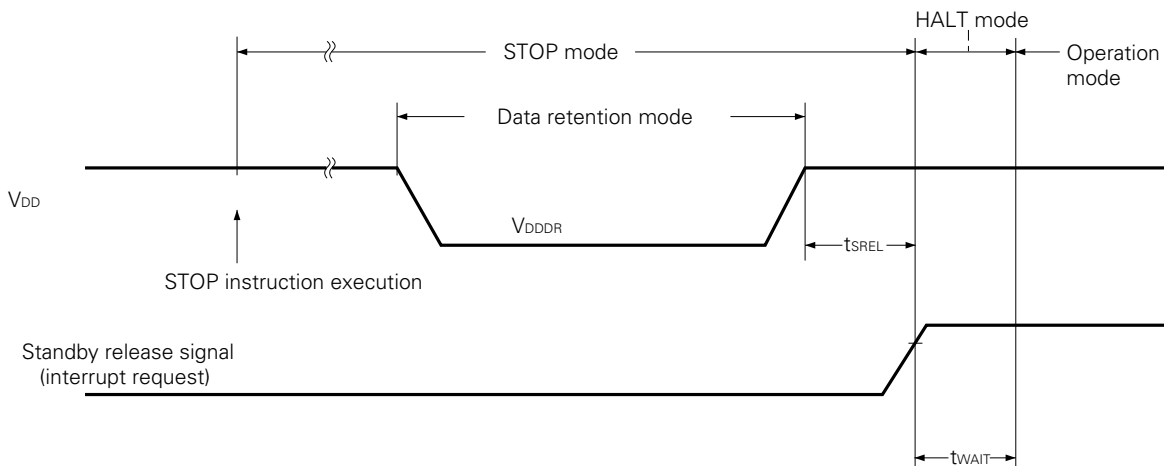 HALT mode
STOP mode
Operation
mode
Data retention mode
VDD
VDDDR
tSREL
STOP instruction execution
Standby release signal
(interrupt request)
tWAIT